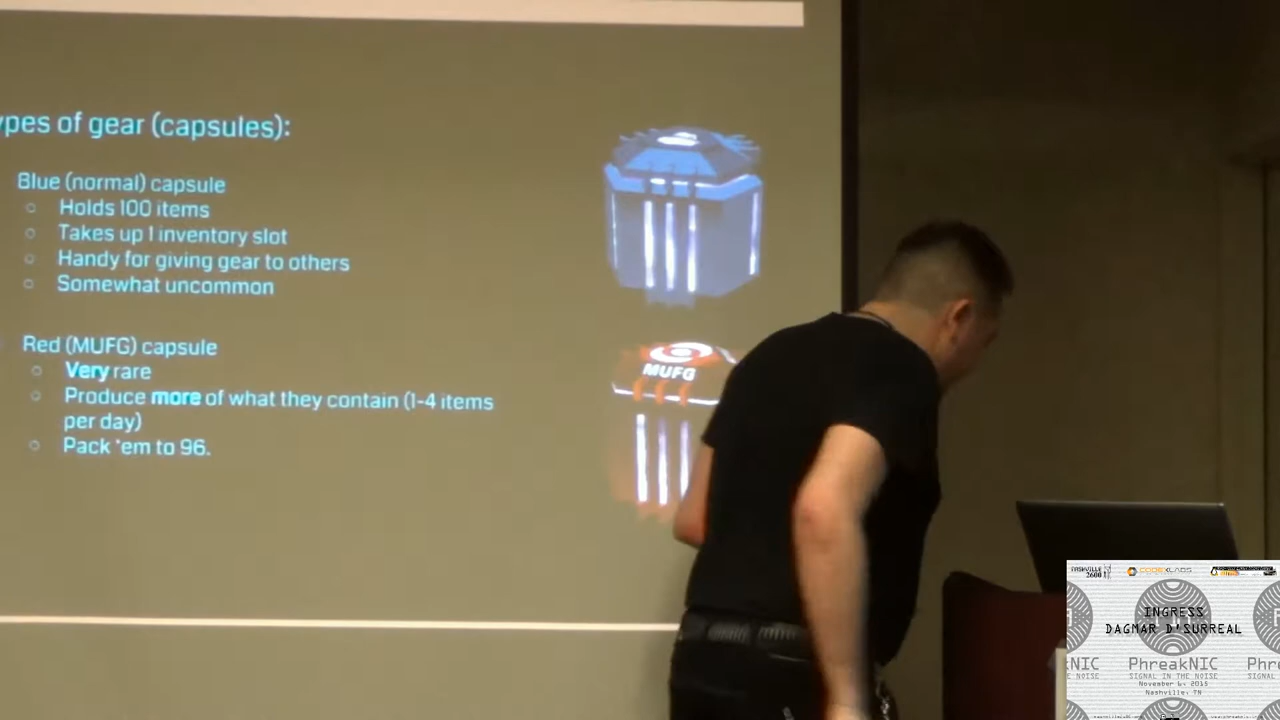 ypes of gear (capsules):
Blue (normal) capsule
Holds 100 items
Takes up 1 inventory slot
Handy for giving gear to others
Somewhat uncommon
Red (MUFG) capsule
Very rare
Produce more of what they contain (1-4 items
per day)
Pack 'em to 96.
MUFG
NASHVILLE
2600
CODEXLABS
INGRESS
DAGMAR D'SURREAL
kNIC PhreakNIC Phr
E NOISE SIGNAL IN THE NOISE SIGNAL
November 6, 2015
Nashville, TN